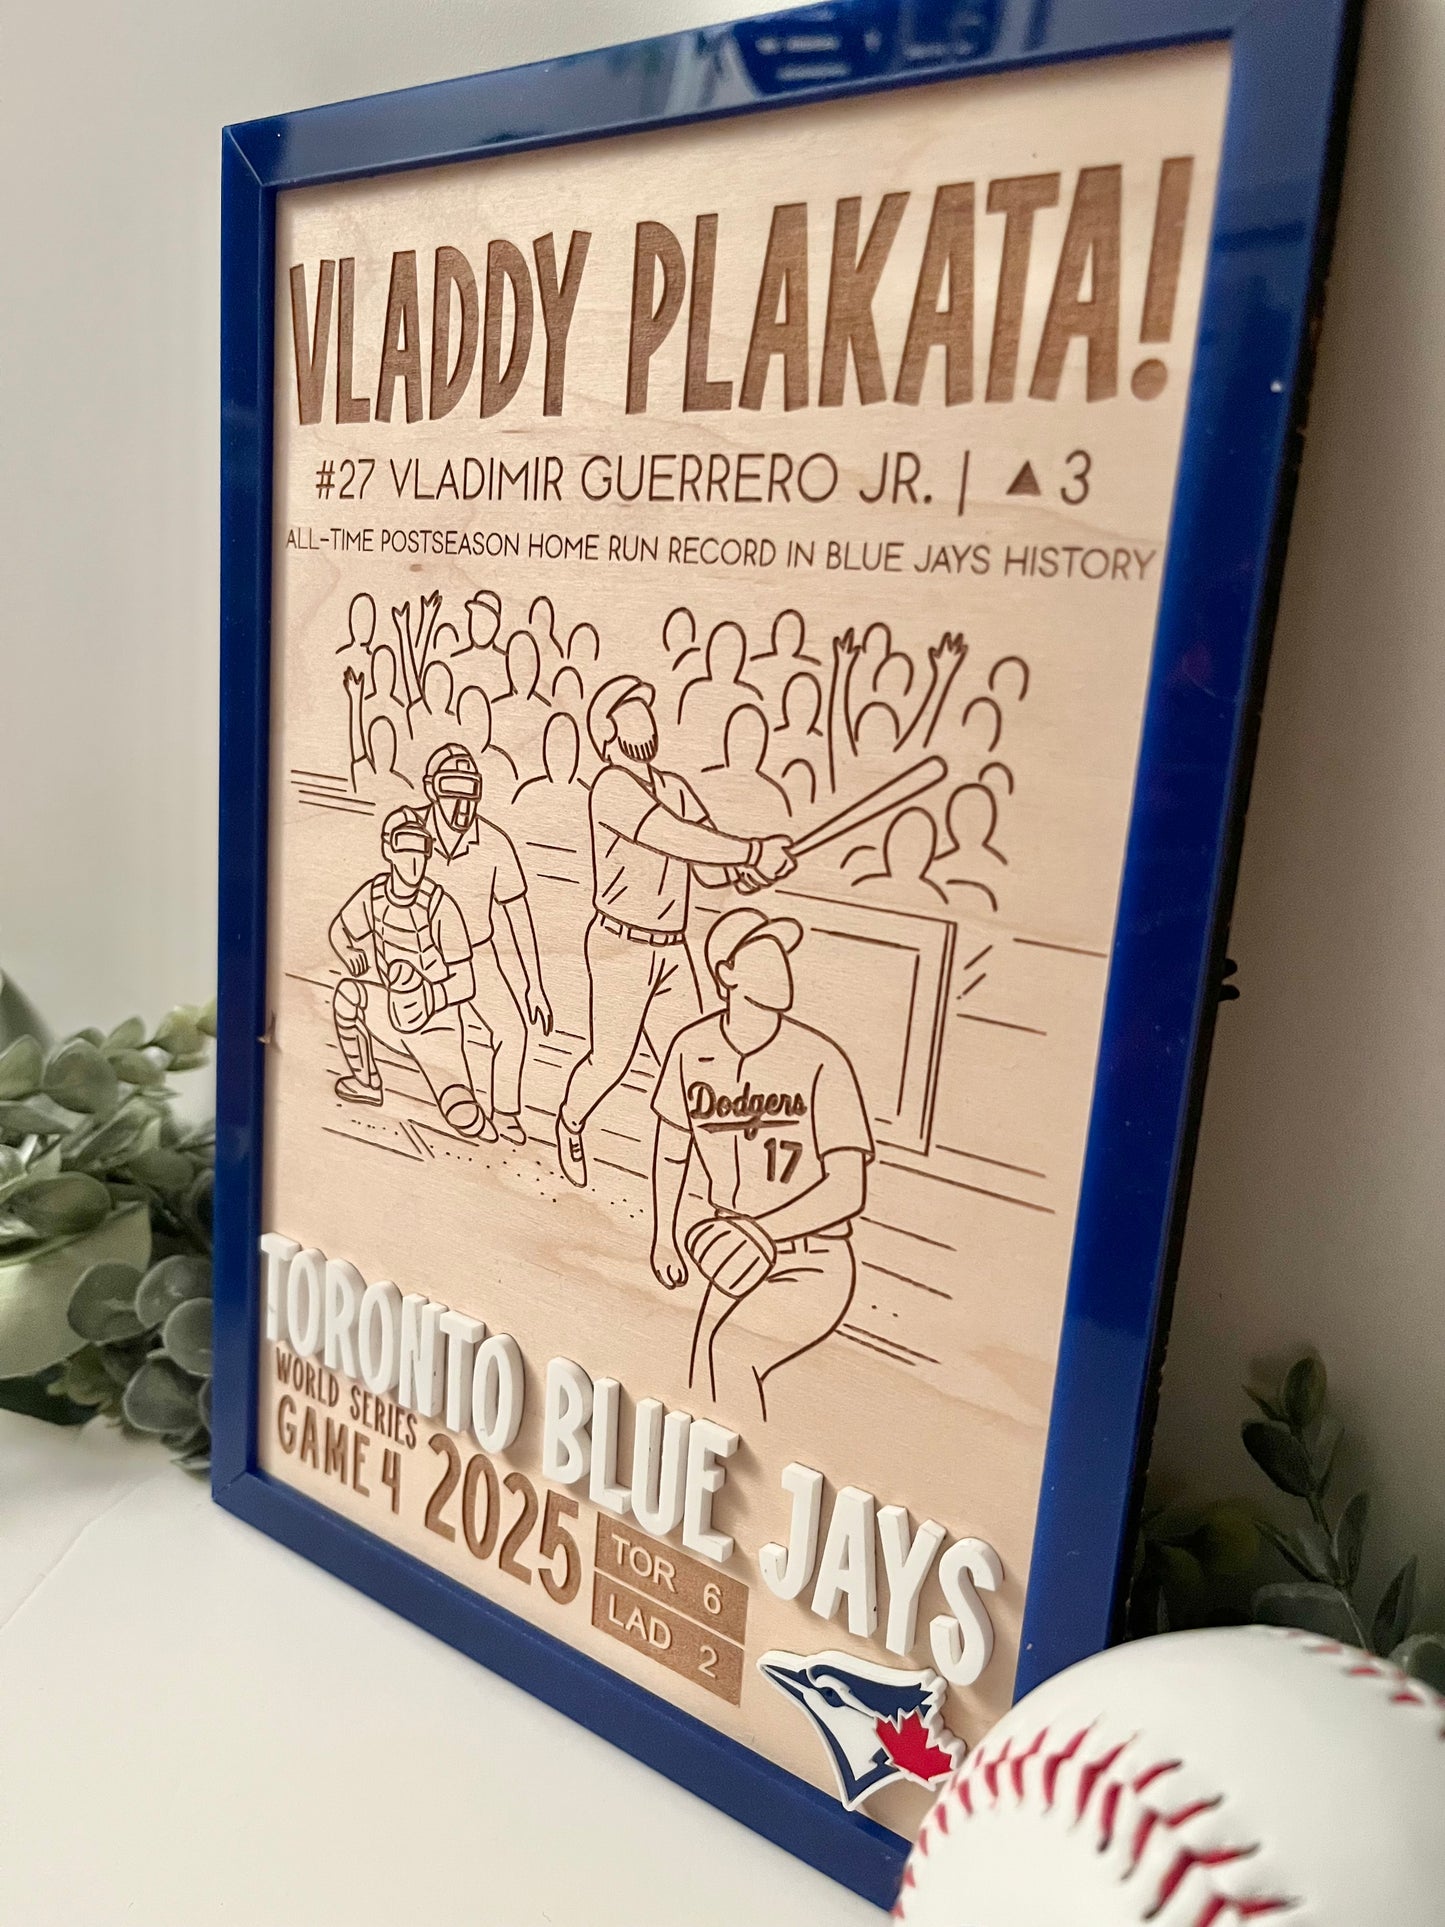 VLADDY PLAKATA!
#27 VLADIMIR GUERRERO JR. | ▲3
ALL-TIME POSTSEASON HOME RUN RECORD IN BLUE JAYS HISTORY
Dodgers
17
TORONTO BLUE JAYS
WORLD SERIES
GAME 4
2025
TOR 6
LAD 2